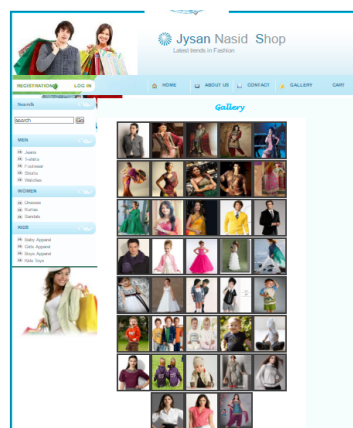 Jysan Nasid Shop
Latest trends in Fashion
REGISTRATION LOG IN
HOME ABOUT US CONTACT GALLERY CART
Search
Gallery
search Go
MEN
Jeans
T-shirts
Footwear
Shorts
Watches
WOMEN
Dresses
Kurtas
Sandals
KIDS
Baby Apparel
Girls Apparel
Boys Apparel
Kids Toys